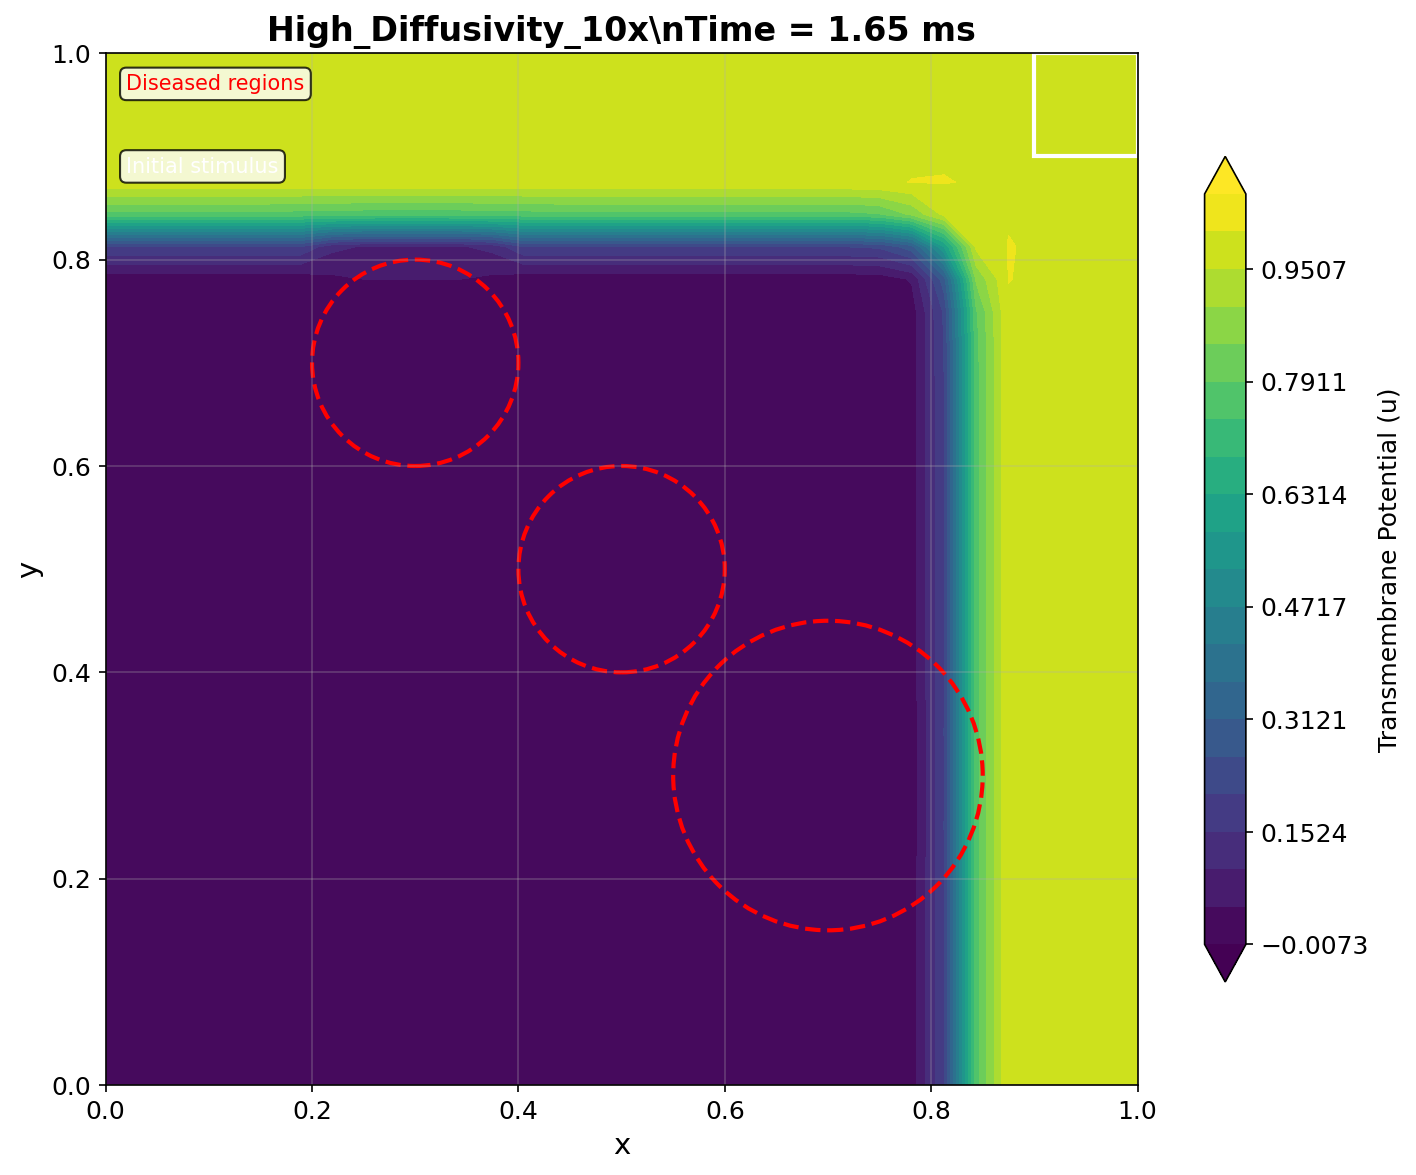 High_Diffusivity_10x\nTime = 1.65 ms
Diseased regions
Initial stimulus
1.0
0.8
0.6
0.4
0.2
0.0
y
0.0 0.2 0.4 0.6 0.8 1.0
x
0.9507
0.7911
0.6314
0.4717
0.3121
0.1524
−0.0073
Transmembrane Potential (u)